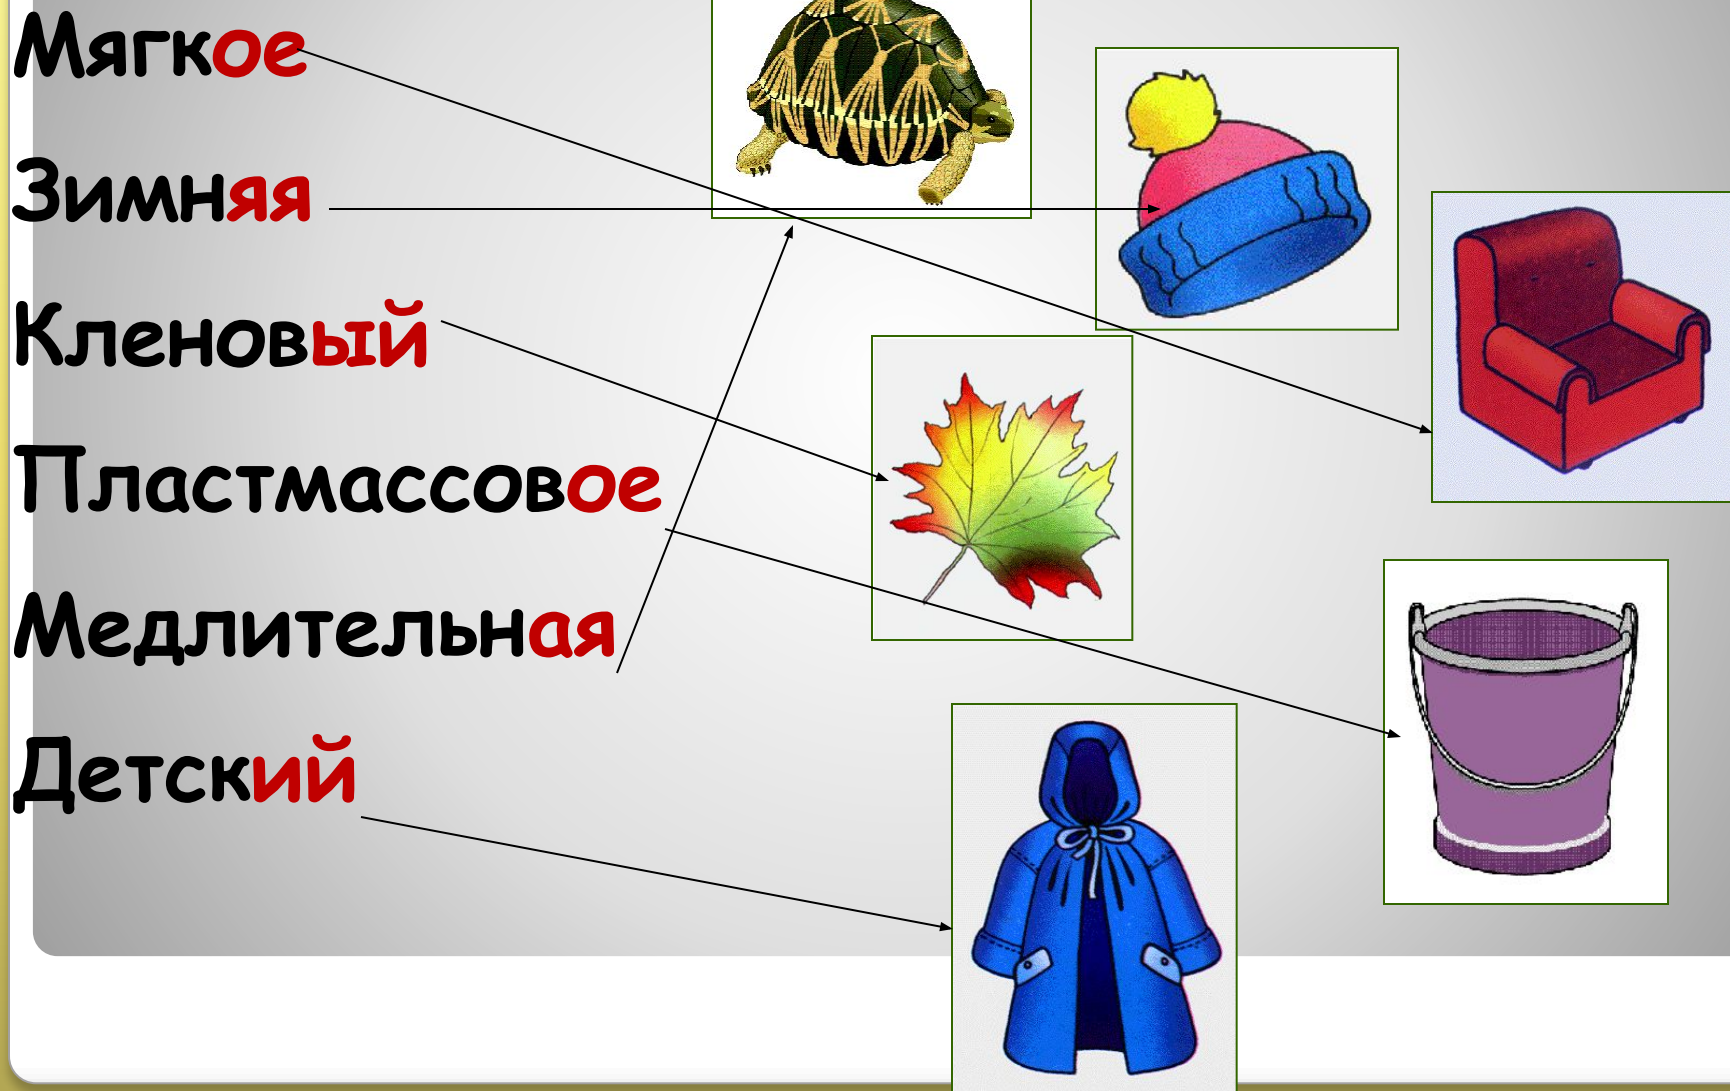 Мягкое
Зимняя
Кленовый
Пластмассовое
Медлительная
Детский